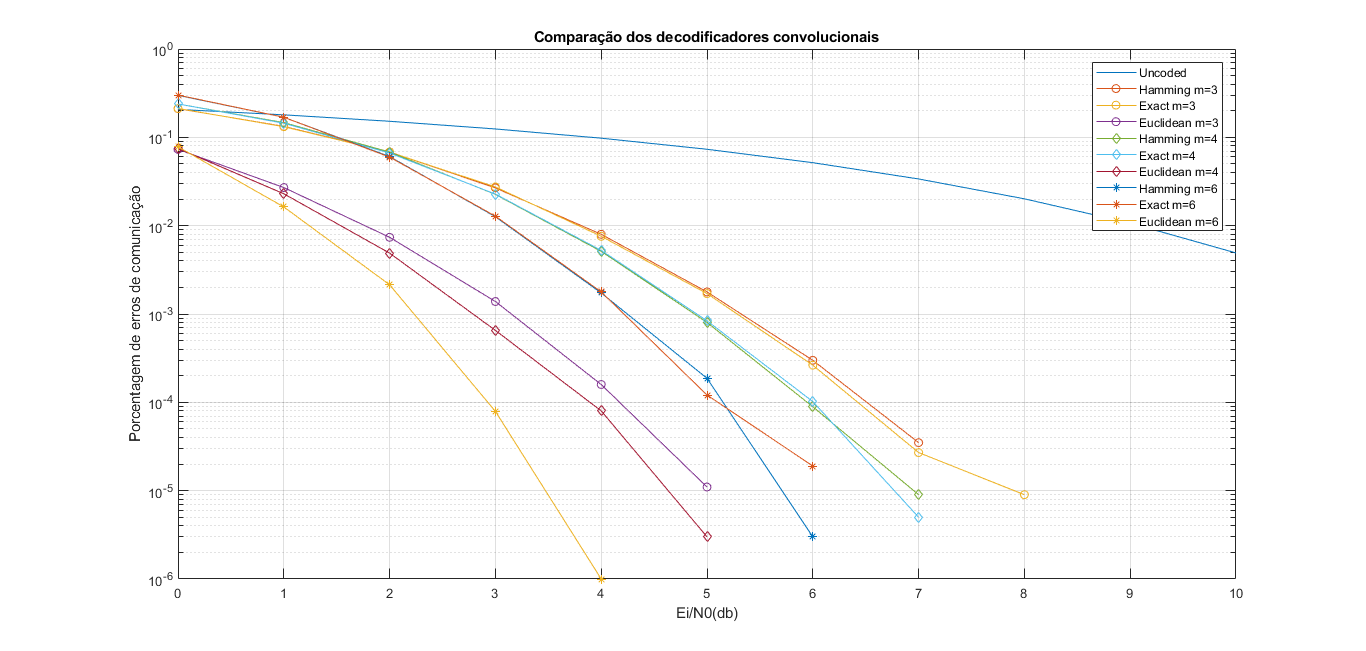 Comparação dos decodificadores convolucionais
Porcentagem de erros de comunicação
10^0
10^-1
10^-2
10^-3
10^-4
10^-5
10^-6
0 1 2 3 4 5 6 7 8 9 10
Ei/N0(db)
Uncoded
Hamming m=3
Exact m=3
Euclidean m=3
Hamming m=4
Exact m=4
Euclidean m=4
Hamming m=6
Exact m=6
Euclidean m=6